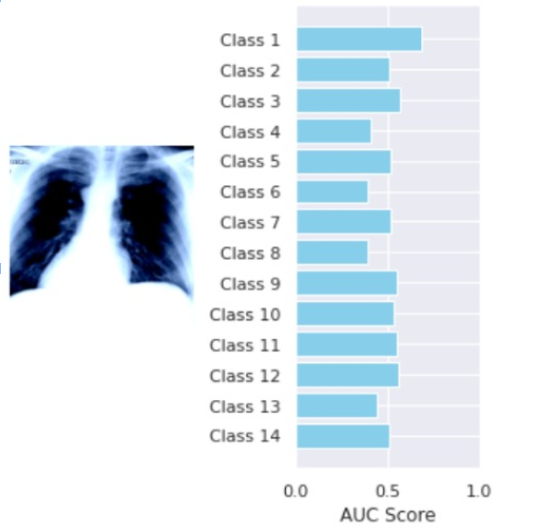 Class 1
Class 2
Class 3
Class 4
Class 5
Class 6
Class 7
Class 8
Class 9
Class 10
Class 11
Class 12
Class 13
Class 14
0.0 0.5 1.0
AUC Score